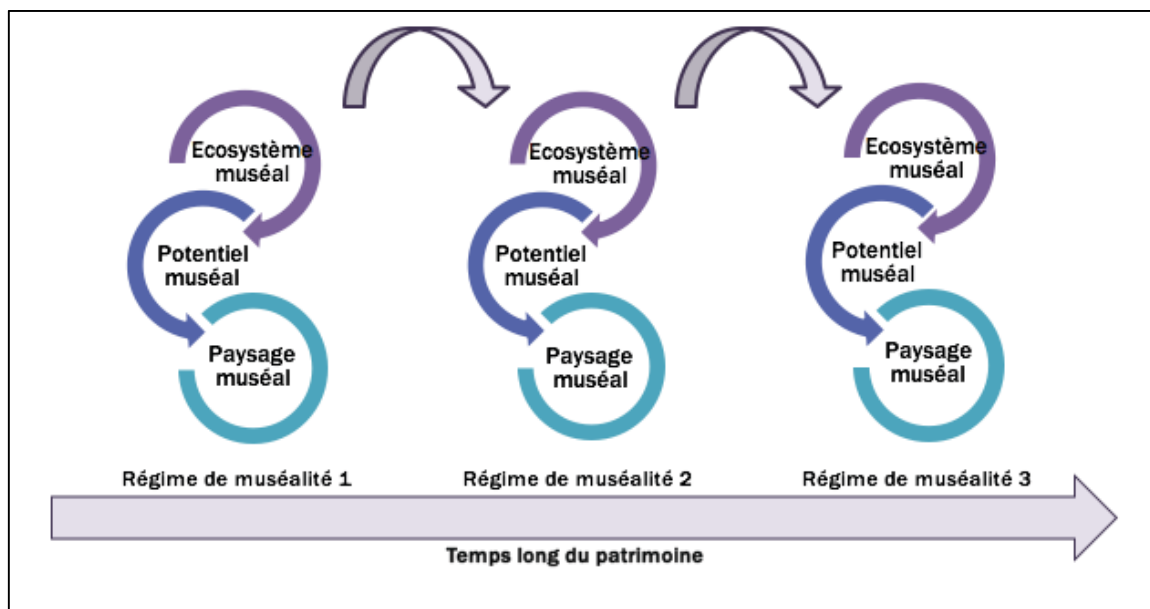 Ecosystème
muséal
Potentiel
muséal
Paysage
muséal
Ecosystème
muséal
Potentiel
muséal
Paysage
muséal
Ecosystème
muséal
Potentiel
muséal
Paysage
muséal
Régime de muséalité 1
Régime de muséalité 2
Régime de muséalité 3
Temps long du patrimoine